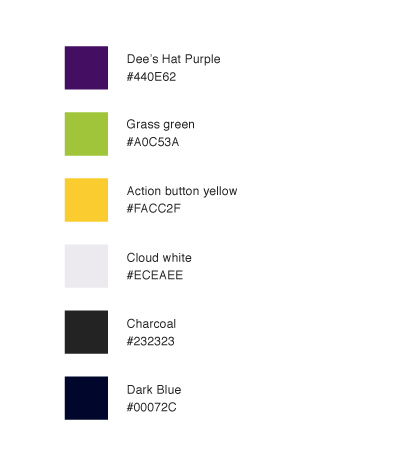 Dee's Hat Purple
#440E62
Grass green
#A0C53A
Action button yellow
#FACC2F
Cloud white
#ECEAEE
Charcoal
#232323
Dark Blue
#00072C